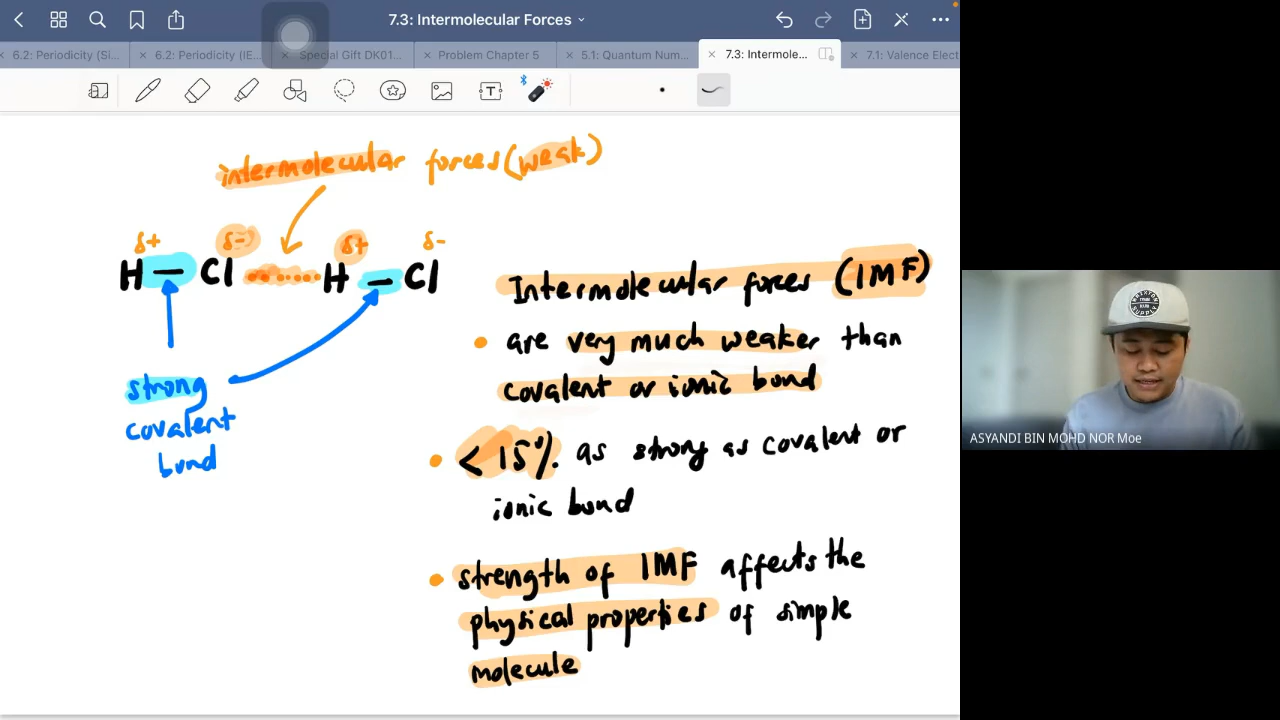 7.3: Intermolecular Forces
6.2: Periodicity (Si...
6.2: Periodicity (IE...
Special Gift DK01...
Problem Chapter 5
5.1: Quantum Num...
7.3: Intermole...
7.1: Valence Elect
intermolecular forces (weak)
δ+ δ- δ+ δ-
H — Cl ........ H — Cl
strong
covalent
bond
Intermolecular forces (IMF)
• are very much weaker than
covalent or ionic bond
• < 15% as strong as covalent or
ionic bond
• strength of IMF affects the
physical properties of simple
molecule
ASYANDI BIN MOHD NOR Moe